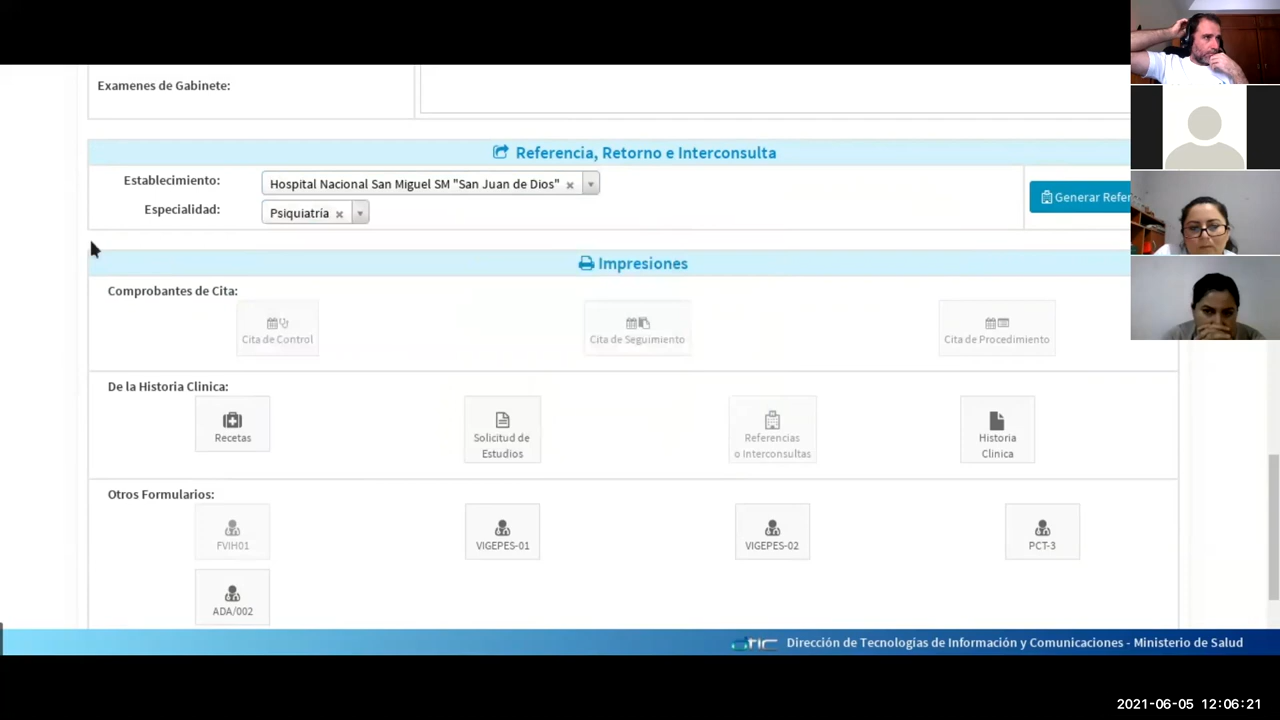 Examenes de Gabinete:
Referencia, Retorno e Interconsulta
Establecimiento:
Hospital Nacional San Miguel SM "San Juan de Dios"
Especialidad:
Psiquiatría
Generar Refer
Impresiones
Comprobantes de Cita:
Cita de Control
Cita de Seguimiento
Cita de Procedimiento
De la Historia Clinica:
Recetas
Solicitud de
Estudios
Referencias
o Interconsultas
Historia
Clinica
Otros Formularios:
FVIH01
VIGEPES-01
VIGEPES-02
PCT-3
ADA/002
Dirección de Tecnologías de Información y Comunicaciones - Ministerio de Salud
2021-06-05 12:06:21